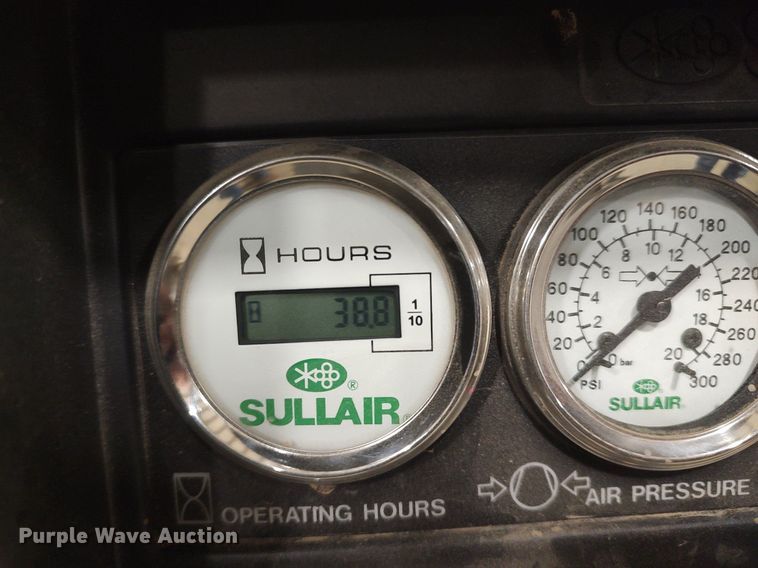 HOURS
38.8
1
10
®
SULLAIR®
OPERATING HOURS
0 20 40 60 80 100 120 140 160 180 200 220 240 260 280 300
PSI
0 2 4 6 8 10 12 16 18 20
bar
SULLAIR
AIR PRESSURE
Purple Wave Auction®